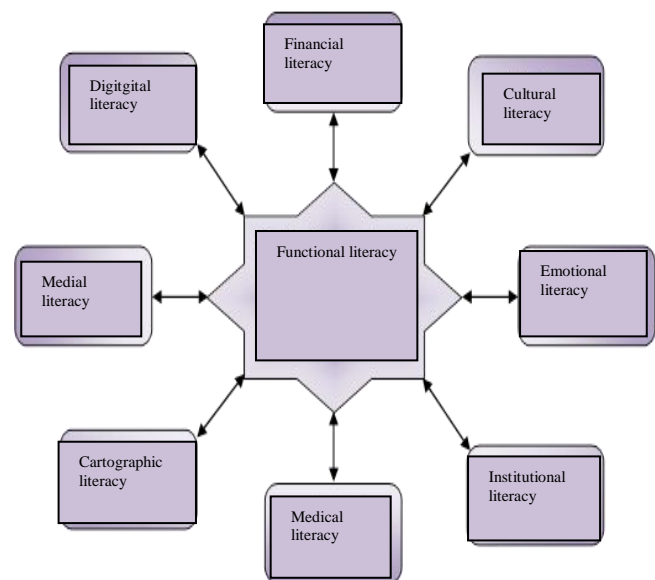 Financial
literacy
Digitgital
literacy
Cultural
literacy
Functional literacy
Medial
literacy
Emotional
literacy
Cartographic
literacy
Institutional
literacy
Medical
literacy